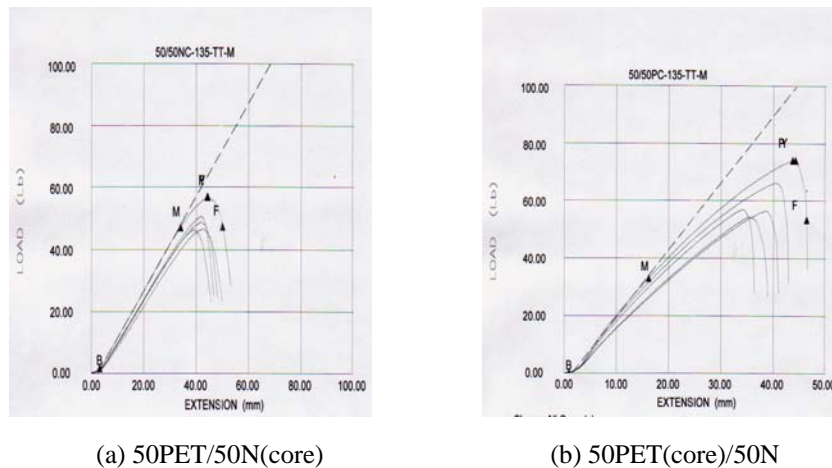 50/50NC-135-TT-M
100.00
80.00
60.00
40.00
20.00
0.00
LOAD (Lb)
M
F
B
0.00 20.00 40.00 60.00 80.00 100.00
EXTENSION (mm)
(a) 50PET/50N(core)
50/50PC-135-TT-M
100.00
80.00
60.00
40.00
20.00
0.00
LOAD (Lb)
PY
F
M
B
0.00 10.00 20.00 30.00 40.00 50.00
EXTENSION (mm)
(b) 50PET(core)/50N